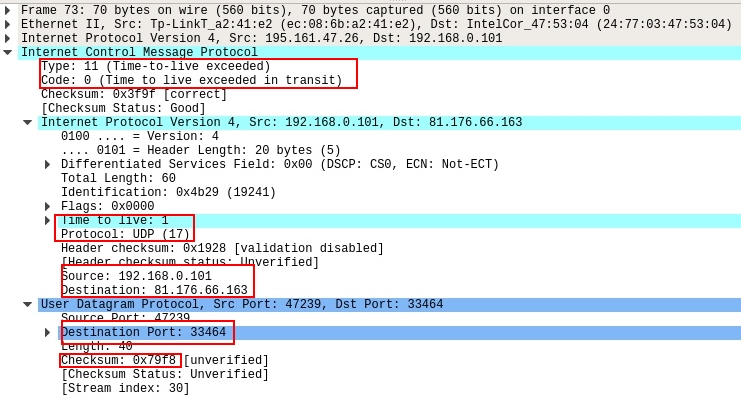 Frame 73: 70 bytes on wire (560 bits), 70 bytes captured (560 bits) on interface 0
Ethernet II, Src: Tp-LinkT_a2:41:e2 (ec:08:6b:a2:41:e2), Dst: IntelCor_47:53:04 (24:77:03:47:53:04)
Internet Protocol Version 4, Src: 195.161.47.26, Dst: 192.168.0.101
Internet Control Message Protocol
Type: 11 (Time-to-live exceeded)
Code: 0 (Time to live exceeded in transit)
Checksum: 0x3f9f [correct]
[Checksum Status: Good]
Internet Protocol Version 4, Src: 192.168.0.101, Dst: 81.176.66.163
0100 .... = Version: 4
.... 0101 = Header Length: 20 bytes (5)
Differentiated Services Field: 0x00 (DSCP: CS0, ECN: Not-ECT)
Total Length: 60
Identification: 0x4b29 (19241)
Flags: 0x0000
Time to live: 1
Protocol: UDP (17)
Header checksum: 0x1928 [validation disabled]
[Header checksum status: Unverified]
Source: 192.168.0.101
Destination: 81.176.66.163
User Datagram Protocol, Src Port: 47239, Dst Port: 33464
Source Port: 47239
Destination Port: 33464
Length: 40
Checksum: 0x79f8 [unverified]
[Checksum Status: Unverified]
[Stream index: 30]